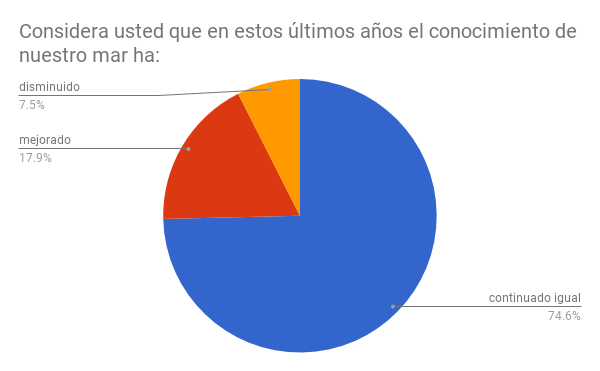 Considera usted que en estos últimos años el conocimiento de
nuestro mar ha:
disminuido
7.5%
mejorado
17.9%
continuado igual
74.6%